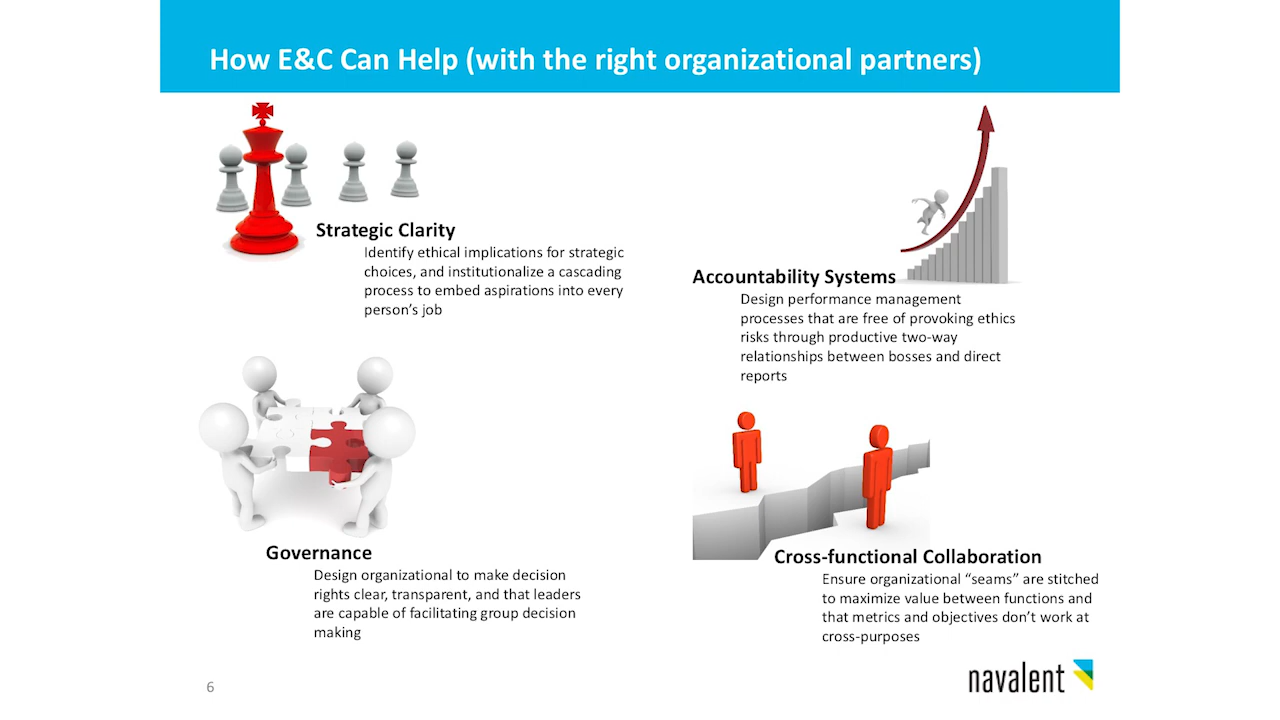 How E&C Can Help (with the right organizational partners)
Strategic Clarity
Identify ethical implications for strategic
choices, and institutionalize a cascading
process to embed aspirations into every
person’s job
Accountability Systems
Design performance management
processes that are free of provoking ethics
risks through productive two-way
relationships between bosses and direct
reports
Governance
Design organizational to make decision
rights clear, transparent, and that leaders
are capable of facilitating group decision
making
Cross-functional Collaboration
Ensure organizational “seams” are stitched
to maximize value between functions and
that metrics and objectives don’t work at
cross-purposes
6
navalent